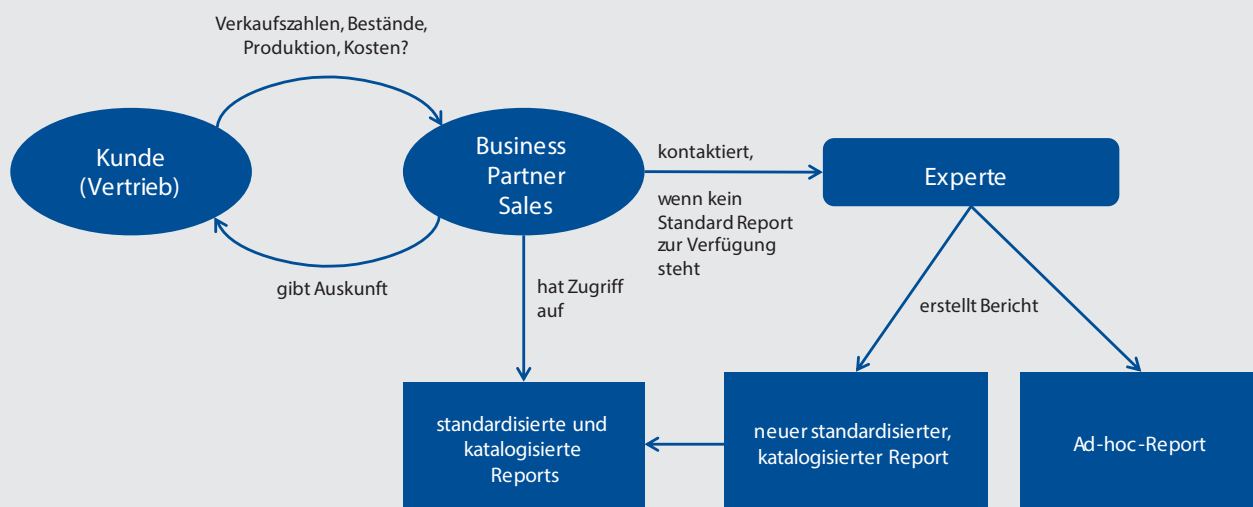 Verkaufszahlen, Bestände,
Produktion, Kosten?
Kunde
(Vertrieb)
Business
Partner
Sales
kontaktiert,
wenn kein
Standard Report
zur Verfügung
steht
Experte
gibt Auskunft
hat Zugriff
auf
erstellt Bericht
standardisierte und
katalogisierte
Reports
neuer standardisierter,
katalogisierter Report
Ad-hoc-Report